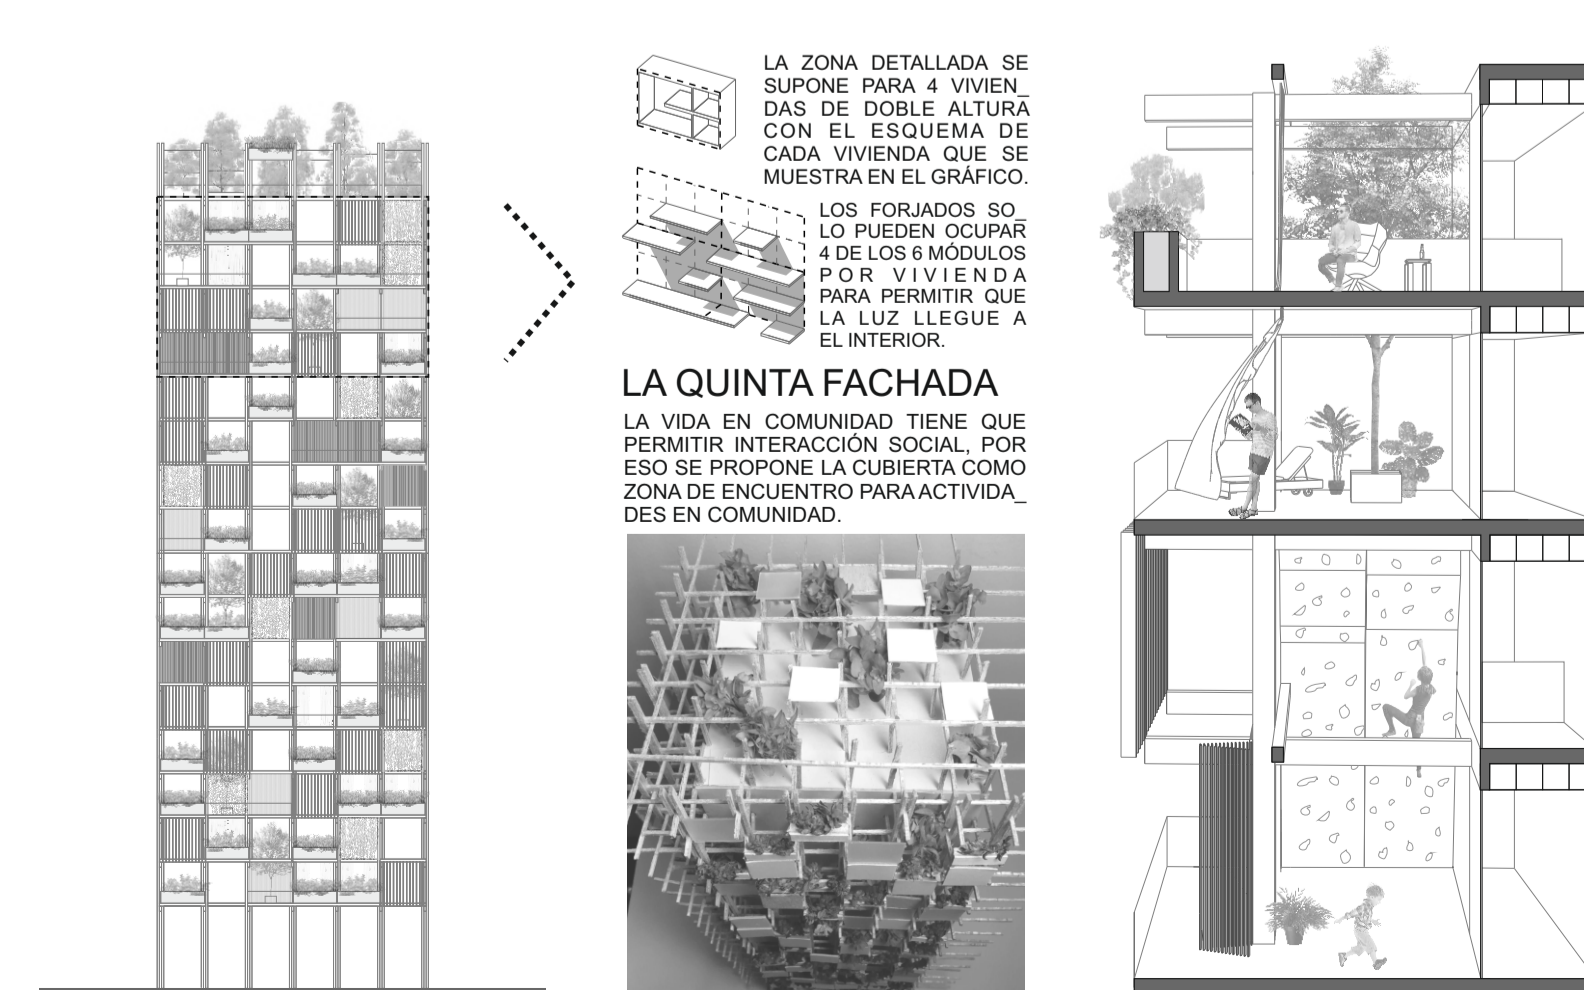 LA ZONA DETALLADA SE
SUPONE PARA 4 VIVIEN_
DAS DE DOBLE ALTURA
CON EL ESQUEMA DE
CADA VIVIENDA QUE SE
MUESTRA EN EL GRÁFICO.
LOS FORJADOS SO_
LO PUEDEN OCUPAR
4 DE LOS 6 MÓDULOS
POR VIVIENDA
PARA PERMITIR QUE
LA LUZ LLEGUE A
EL INTERIOR.
LA QUINTA FACHADA
LA VIDA EN COMUNIDAD TIENE QUE
PERMITIR INTERACCIÓN SOCIAL, POR
ESO SE PROPONE LA CUBIERTA COMO
ZONA DE ENCUENTRO PARA ACTIVIDA_
DES EN COMUNIDAD.